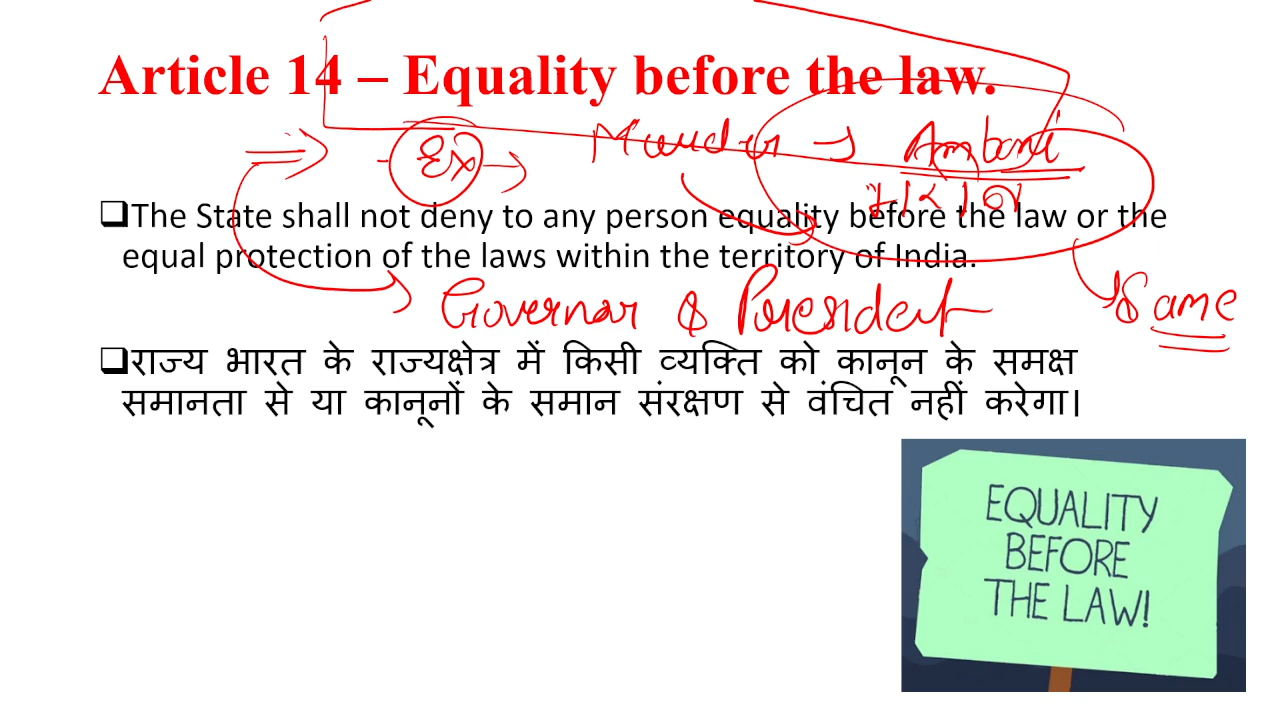 Article 14 – Equality before the law.
Ex → Murder → Ambani
❑The State shall not deny to any person equality before the law or the
equal protection of the laws within the territory of India.
Governor & President
Same
❑राज्य भारत के राज्यक्षेत्र में किसी व्यक्ति को कानून के समक्ष
समानता से या कानूनों के समान संरक्षण से वंचित नहीं करेगा।
EQUALITY
BEFORE
THE LAW!